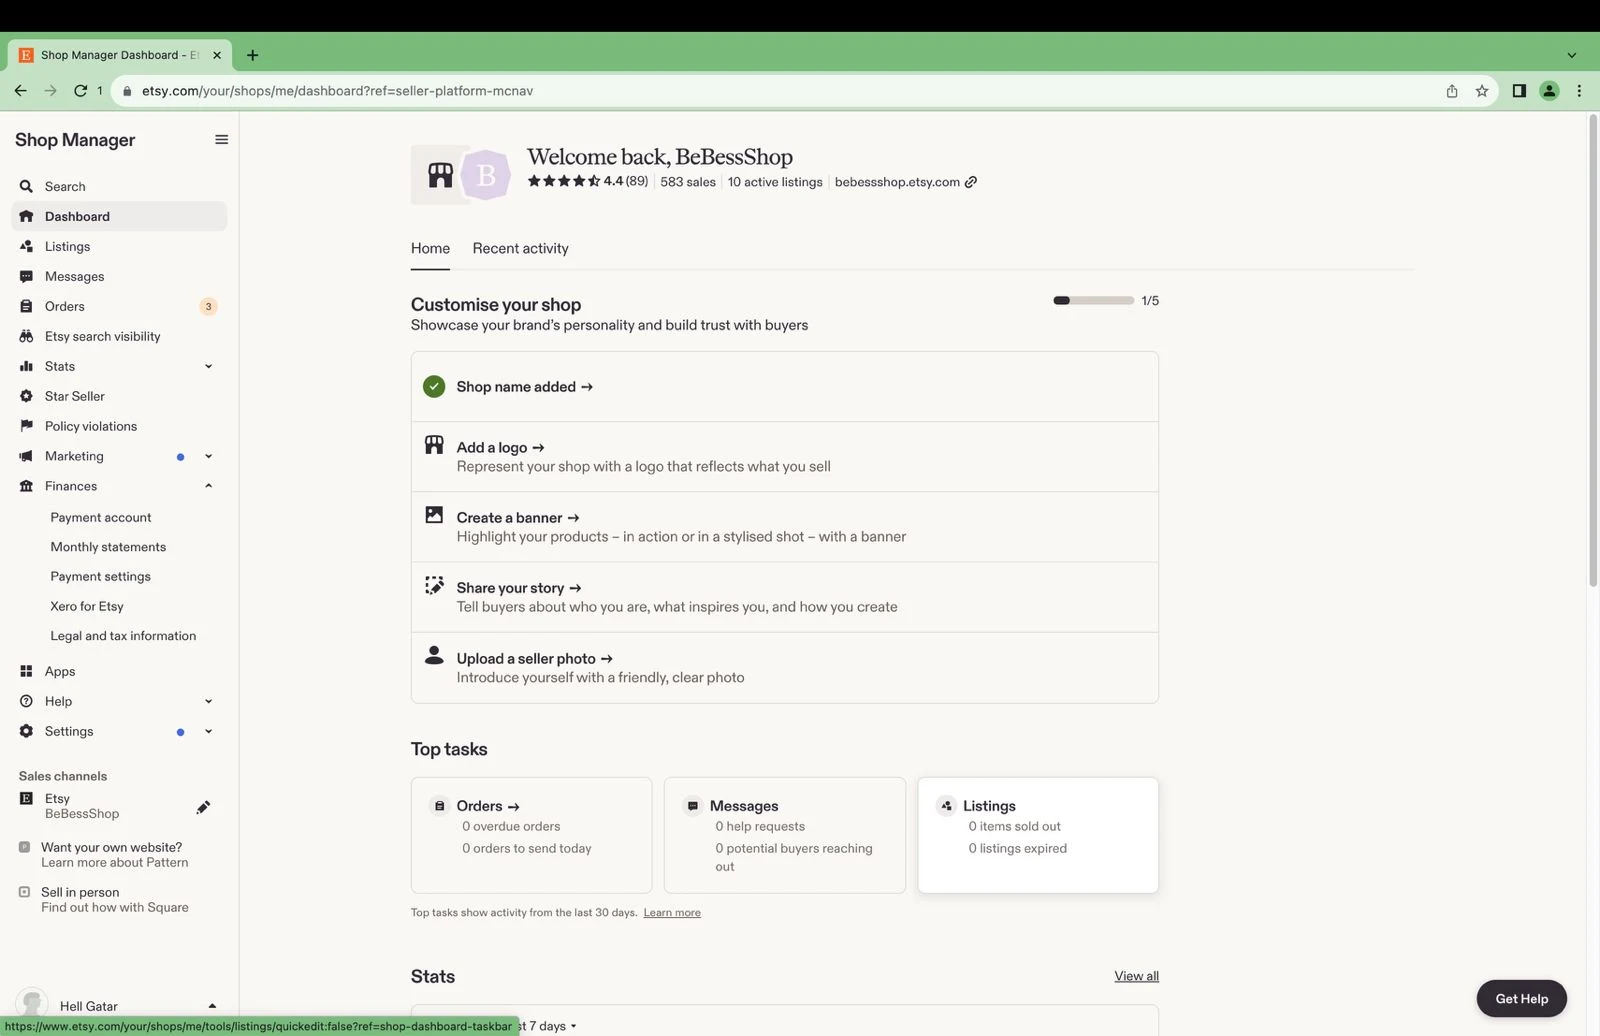 Shop Manager Dashboard - Et
1
etsy.com/your/shops/me/dashboard?ref=seller-platform-mcnav
Shop Manager
Search
Dashboard
Listings
Messages
Orders 3
Etsy search visibility
Stats
Star Seller
Policy violations
Marketing
Finances
Payment account
Monthly statements
Payment settings
Xero for Etsy
Legal and tax information
Apps
Help
Settings
Sales channels
E Etsy
BeBessShop
P Want your own website?
Learn more about Pattern
Sell in person
Find out how with Square
Hell Gatar
B
Welcome back, BeBessShop
4.4 (89) 583 sales 10 active listings bebessshop.etsy.com
Home Recent activity
Customise your shop 1/5
Showcase your brand's personality and build trust with buyers
Shop name added →
Add a logo →
Represent your shop with a logo that reflects what you sell
Create a banner →
Highlight your products – in action or in a stylised shot – with a banner
Share your story →
Tell buyers about who you are, what inspires you, and how you create
Upload a seller photo →
Introduce yourself with a friendly, clear photo
Top tasks
Orders →
0 overdue orders
0 orders to send today
Messages
0 help requests
0 potential buyers reaching
out
Listings
0 items sold out
0 listings expired
Top tasks show activity from the last 30 days. Learn more
Stats View all
Get Help
https://www.etsy.com/your/shops/me/tools/listings/quickedit:false?ref=shop-dashboard-taskbar st 7 days